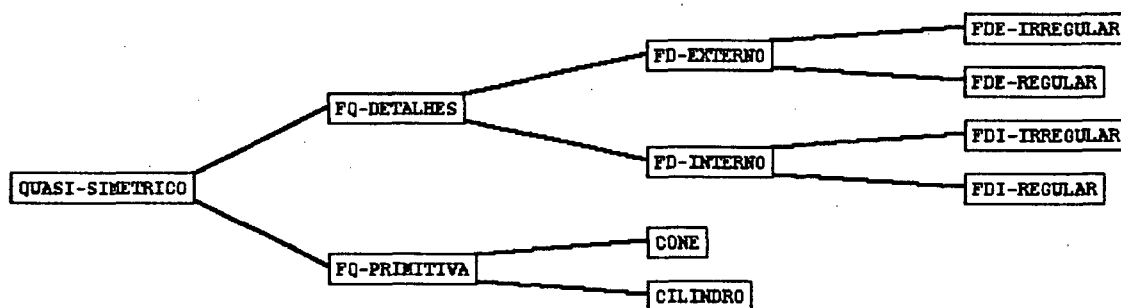 FDE-IRREGULAR
FD-EXTERNO
FDE-REGULAR
FQ-DETALHES
FDI-IRREGULAR
FD-INTERNO
QUASI-SIMETRICO
FDI-REGULAR
CONE
FQ-PRIMITIVA
CILINDRO